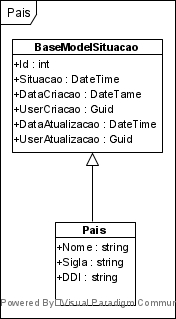 Pais
BaseModelSituacao
+Id : int
+Situacao : DateTime
+DataCriacao : DateTame
+UserCriacao : Guid
+DataAtualizacao : DateTime
+UserAtualizacao : Guid
Pais
+Nome : string
+Sigla : string
+DDI : string
Powered By Visual Paradigm Commun